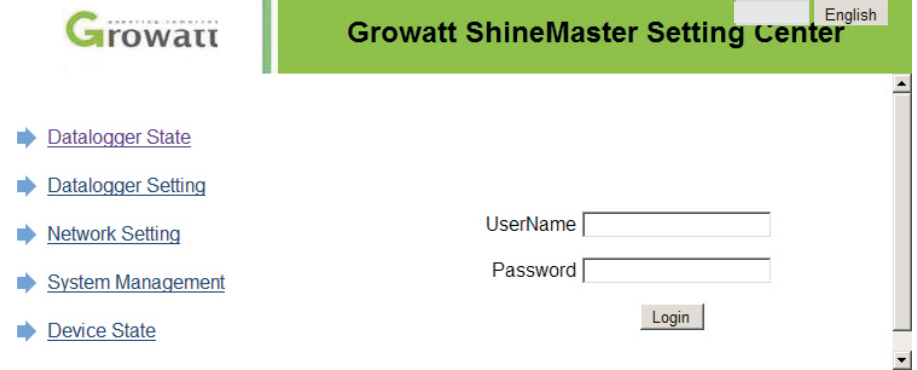 Growatt
Growatt ShineMaster Setting Center
English
Datalogger State
Datalogger Setting
Network Setting
System Management
Device State
UserName
Password
Login